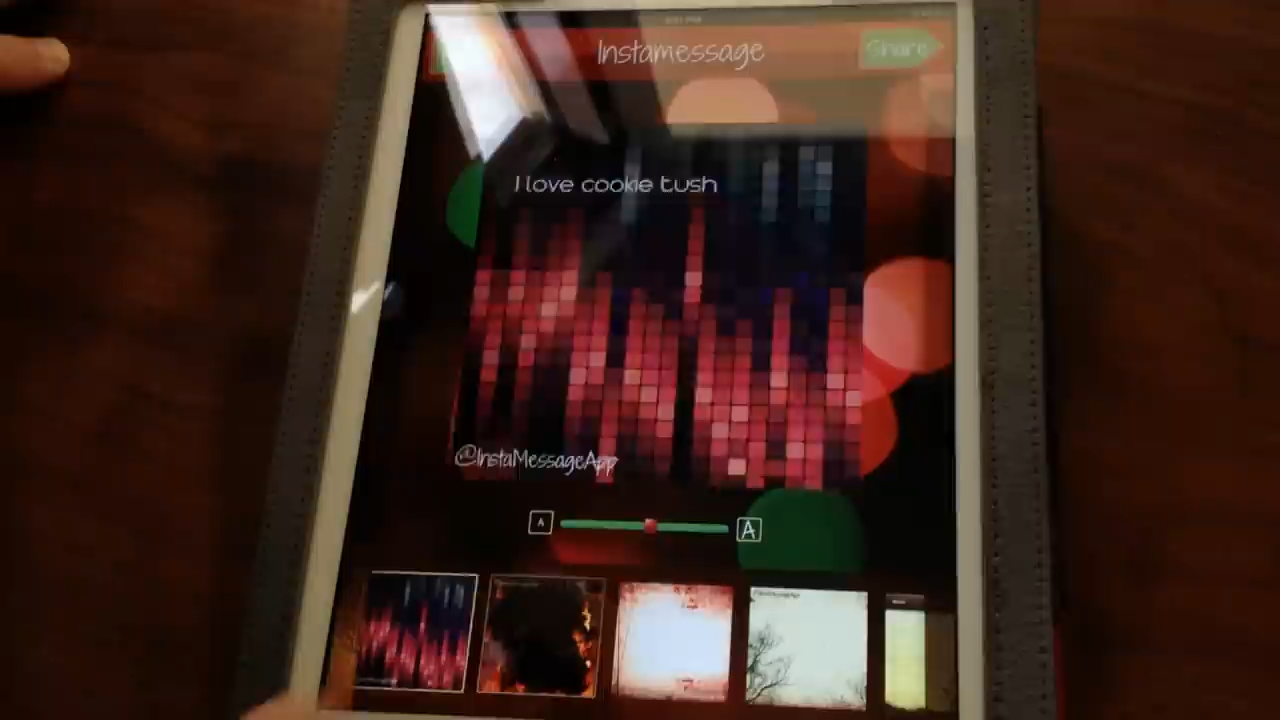 Instamessage
Share
I love cookie tush
@InstaMessageApp
A
A